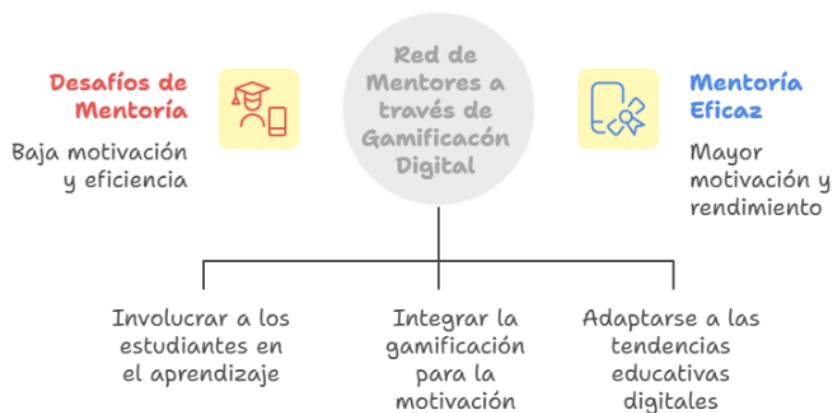 Desafíos de
Mentoría
Baja motivación
y eficiencia
Red de
Mentores a
través de
Gamificacón
Digital
Mentoría
Eficaz
Mayor
motivación y
rendimiento
Involucrar a los
estudiantes en
el aprendizaje
Integrar la
gamificación
para la
motivación
Adaptarse a las
tendencias
educativas
digitales